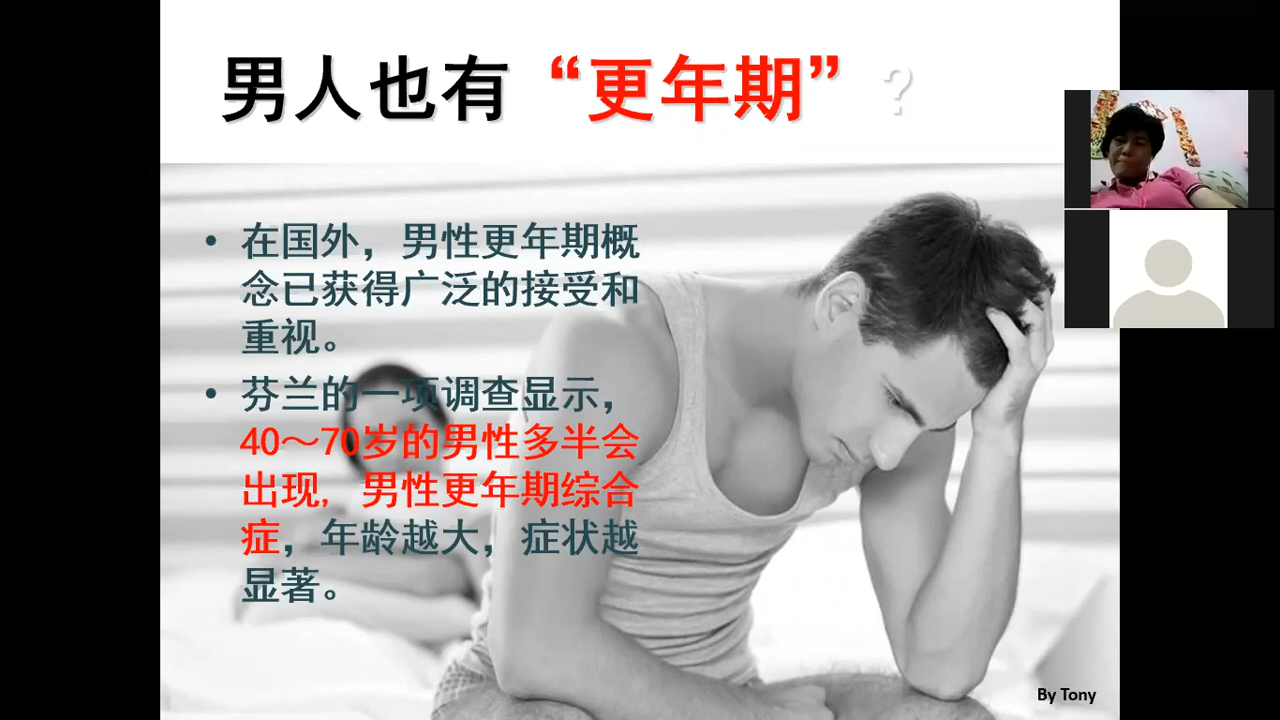 男人也有“更年期”?
• 在国外，男性更年期概
念已获得广泛的接受和
重视。
• 芬兰的一项调查显示，
40～70岁的男性多半会
出现，男性更年期综合
症，年龄越大，症状越
显著。
By Tony